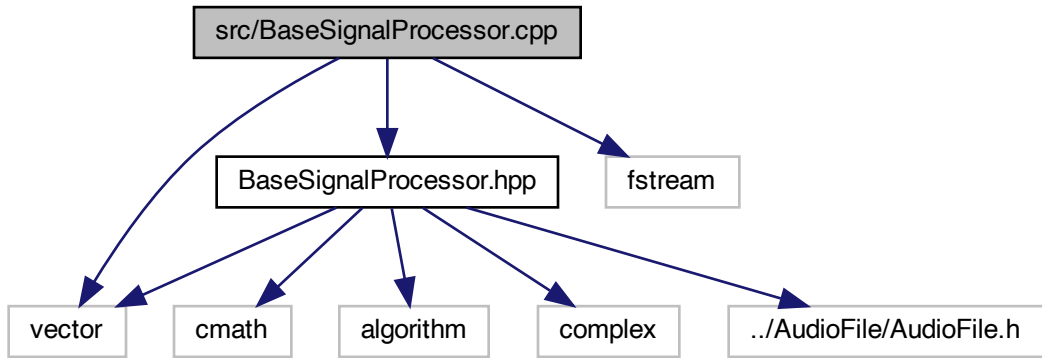 src/BaseSignalProcessor.cpp
BaseSignalProcessor.hpp
fstream
vector
cmath
algorithm
complex
../AudioFile/AudioFile.h